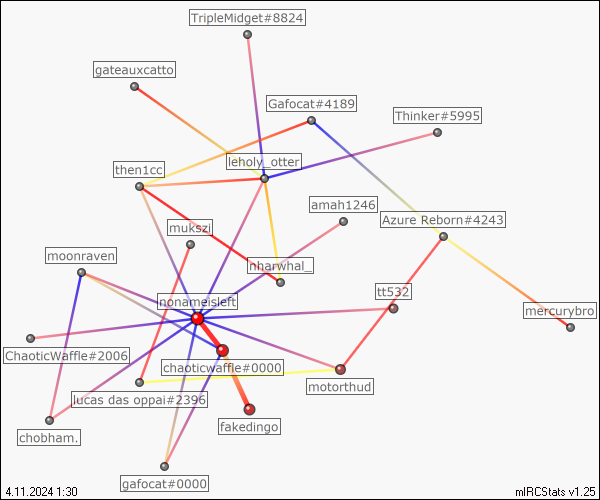 TripleMidget#8824
gateauxcatto
Gafocat#4189
Thinker#5995
leholy_otter
then1cc
amah1246
Azure Reborn#4243
mukszi
moonraven
nharwhal_
tt532
nonameisleft
mercurybro
ChaoticWaffle#2006
chaoticwaffle#0000
motorthud
lucas das oppai#2396
fakedingo
chobham.
gafocat#0000
4.11.2024 1:30
mIRCStats v1.25